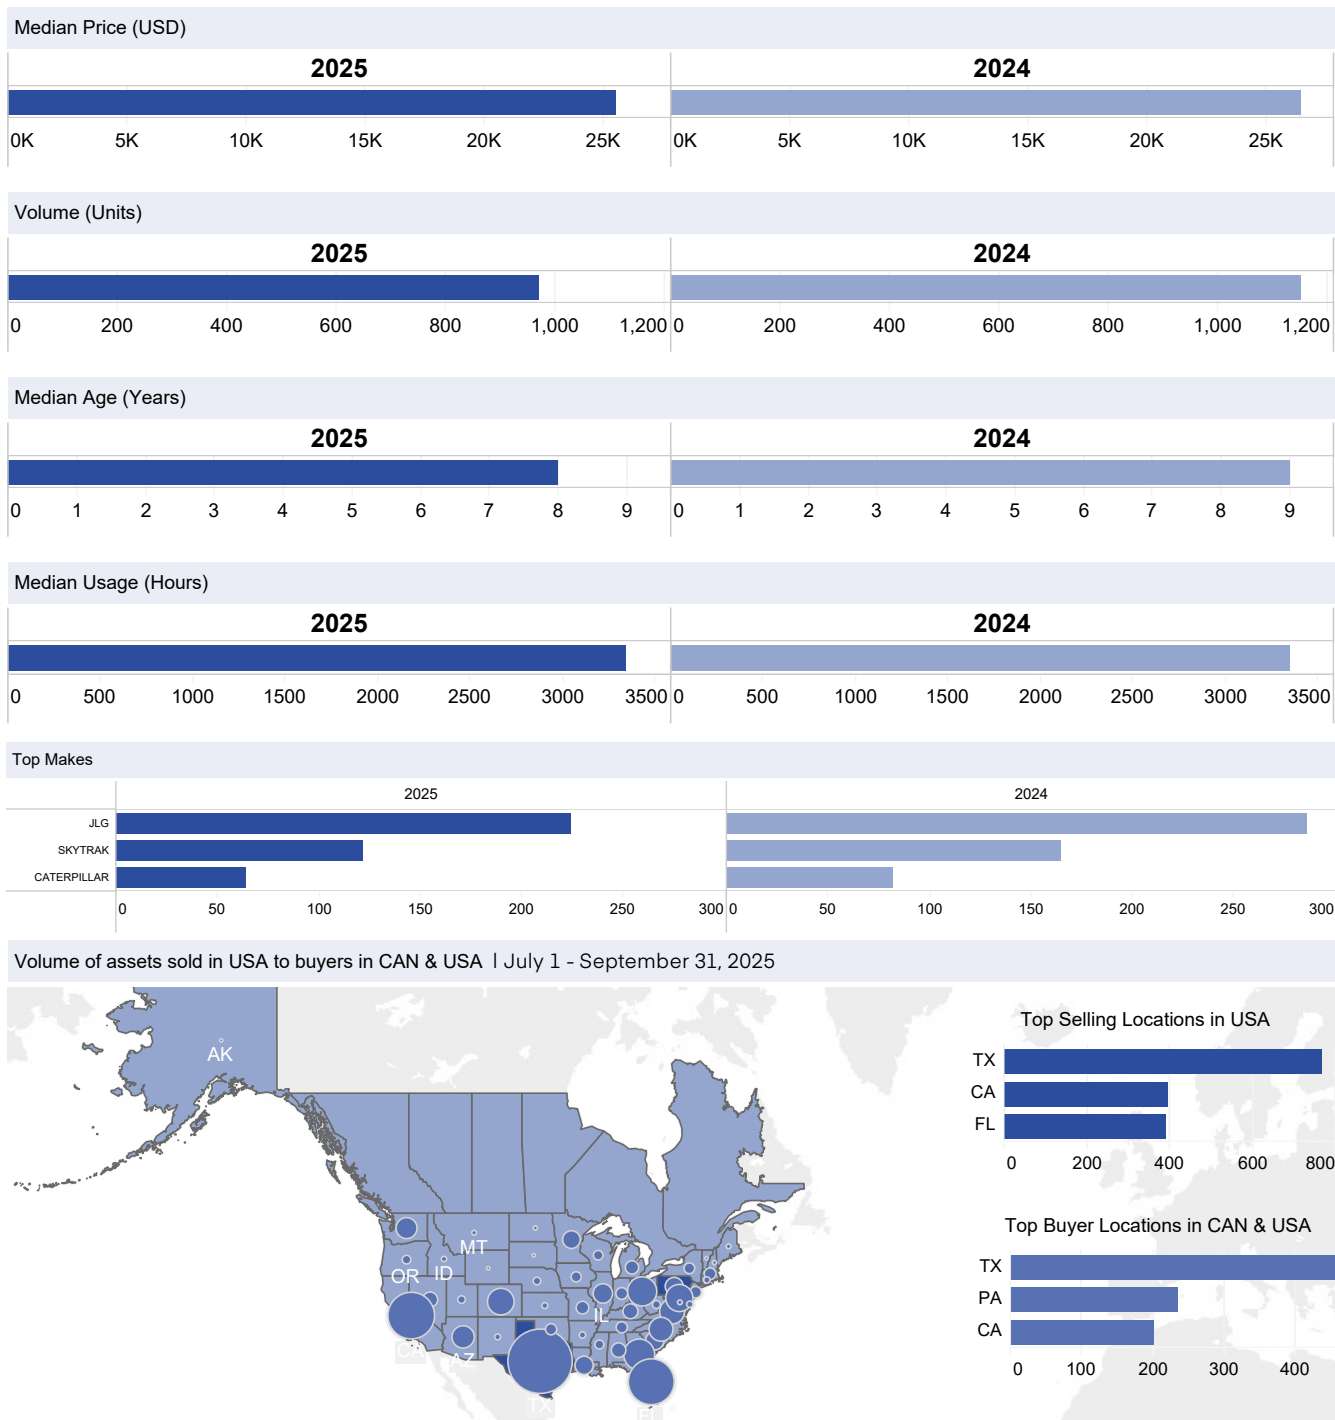 Median Price (USD)
2025 2024
0K 5K 10K 15K 20K 25K 0K 5K 10K 15K 20K 25K
Volume (Units)
2025 2024
0 200 400 600 800 1,000 1,200 0 200 400 600 800 1,000 1,200
Median Age (Years)
2025 2024
0 1 2 3 4 5 6 7 8 9 0 1 2 3 4 5 6 7 8 9
Median Usage (Hours)
2025 2024
0 500 1000 1500 2000 2500 3000 3500 0 500 1000 1500 2000 2500 3000 3500
Top Makes
2025 2024
JLG
SKYTRAK
CATERPILLAR
0 50 100 150 200 250 300 0 50 100 150 200 250 300
Volume of assets sold in USA to buyers in CAN & USA | July 1 - September 31, 2025
AK
MT
OR ID
IL
CA AZ
TX FL
Top Selling Locations in USA
TX
CA
FL
0 200 400 600 800
Top Buyer Locations in CAN & USA
TX
PA
CA
0 100 200 300 400